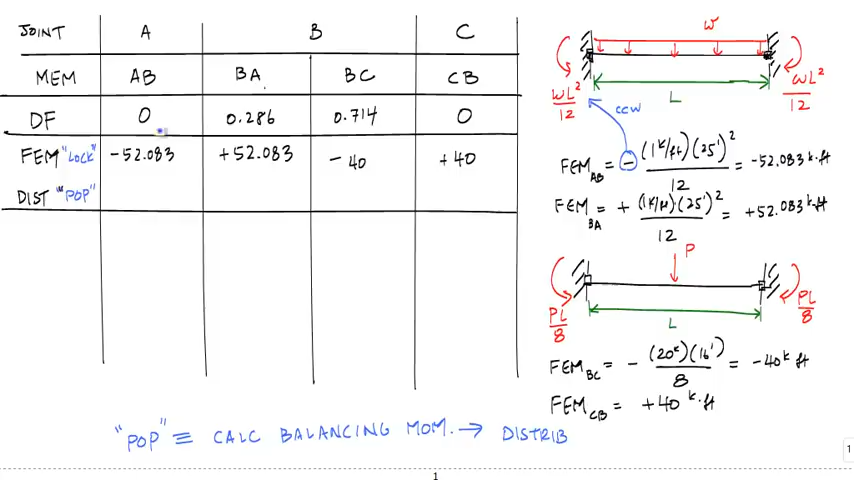 JOINT A B C
MEM AB BA BC CB
DF 0 0.286 0.714 0
FEM "LOCK" -52.083 +52.083 -40 +40
DIST "POP"
"POP" ≡ CALC BALANCING MOM. → DISTRIB
W
WL²/12 WL²/12
L
CCW
FEM_AB = - (1k/ft)(25')²/12 = -52.083 k·ft
FEM_BA = + (1k/ft)(25')²/12 = +52.083 k·ft
P
PL/8 PL/8
L
FEM_BC = - (20k)(16')/8 = -40 k ft
FEM_CB = +40 k·ft
1
1